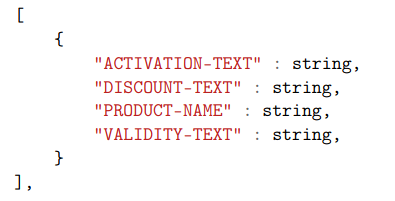 [
{
"ACTIVATION-TEXT" : string,
"DISCOUNT-TEXT" : string,
"PRODUCT-NAME" : string,
"VALIDITY-TEXT" : string,
}
],